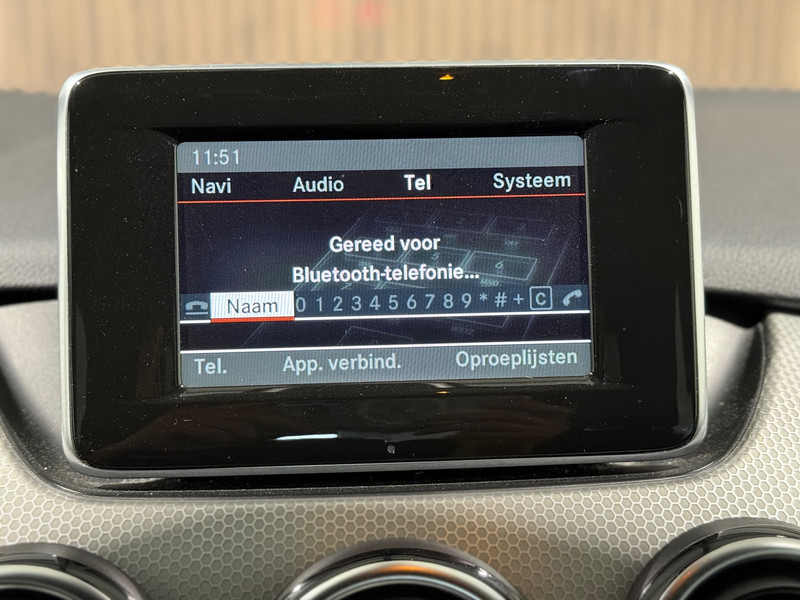 11:51
Navi Audio Tel Systeem
Gereed voor
Bluetooth-telefonie...
Naam 0 1 2 3 4 5 6 7 8 9 * # + C
Tel. App. verbind. Oproeplijsten